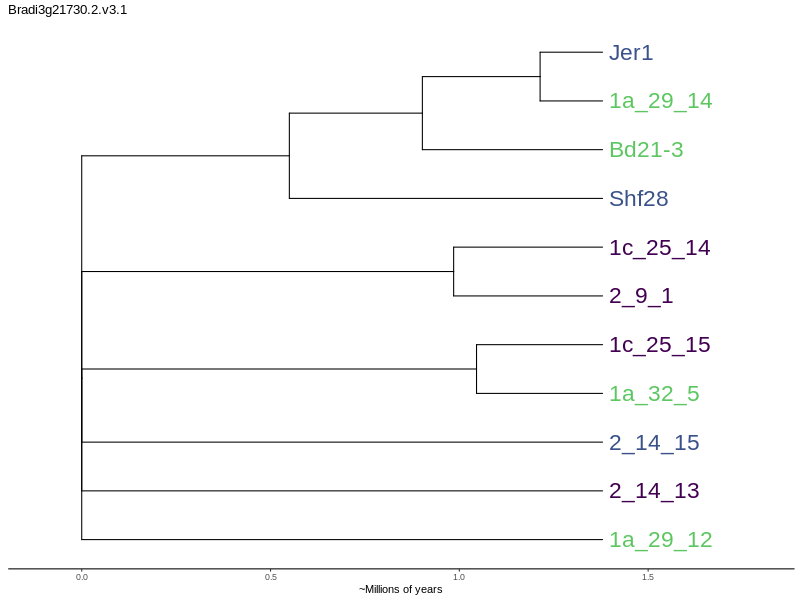 Bradi3g21730.2.v3.1
Jer1
1a_29_14
Bd21-3
Shf28
1c_25_14
2_9_1
1c_25_15
1a_32_5
2_14_15
2_14_13
1a_29_12
0.0 0.5 1.0 1.5
~Millions of years